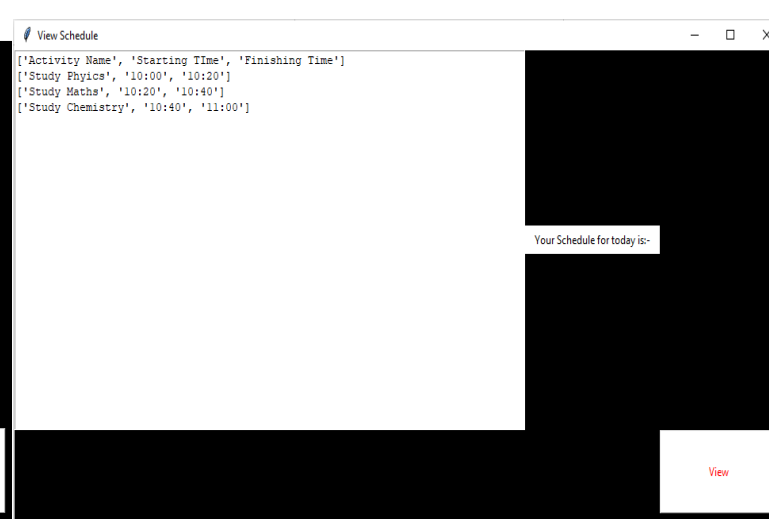 View Schedule
['Activity Name', 'Starting TIme', 'Finishing Time']
['Study Phyics', '10:00', '10:20']
['Study Maths', '10:20', '10:40']
['Study Chemistry', '10:40', '11:00']
Your Schedule for today is:-
View